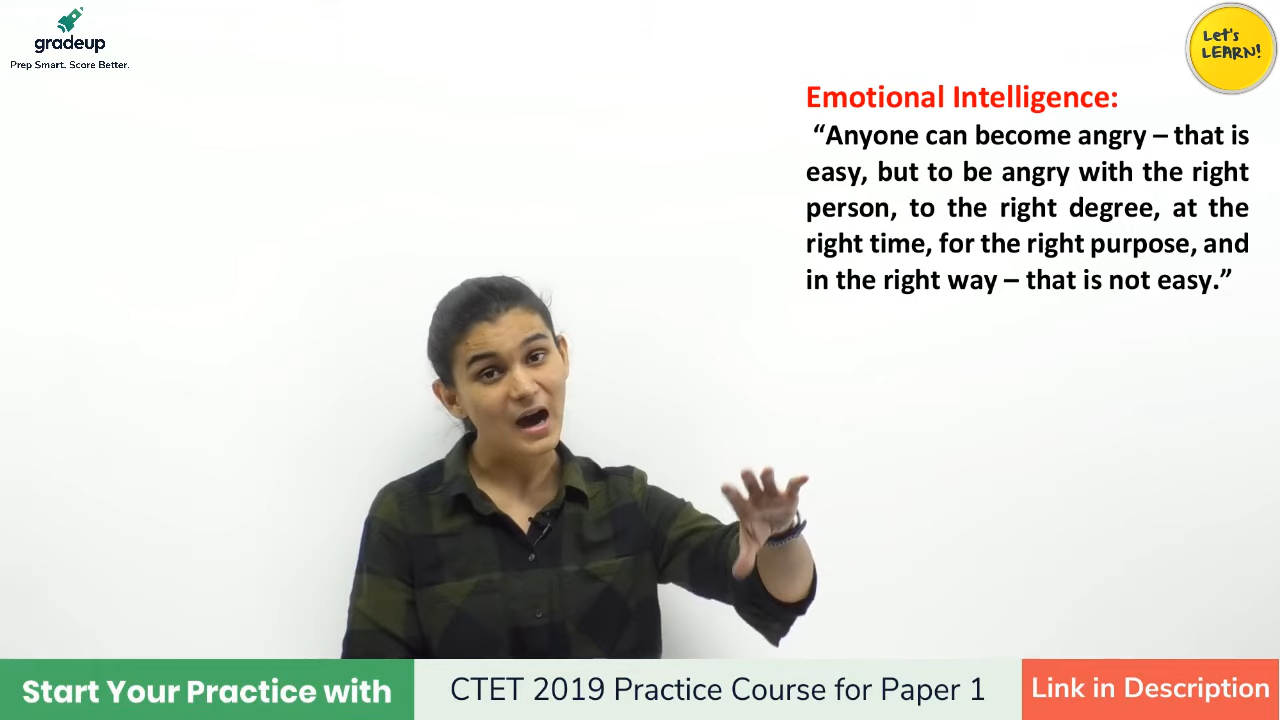 gradeup
Prep Smart. Score Better.
Let's
LEARN!
Emotional Intelligence:
“Anyone can become angry – that is
easy, but to be angry with the right
person, to the right degree, at the
right time, for the right purpose, and
in the right way – that is not easy.”
Start Your Practice with
CTET 2019 Practice Course for Paper 1
Link in Description